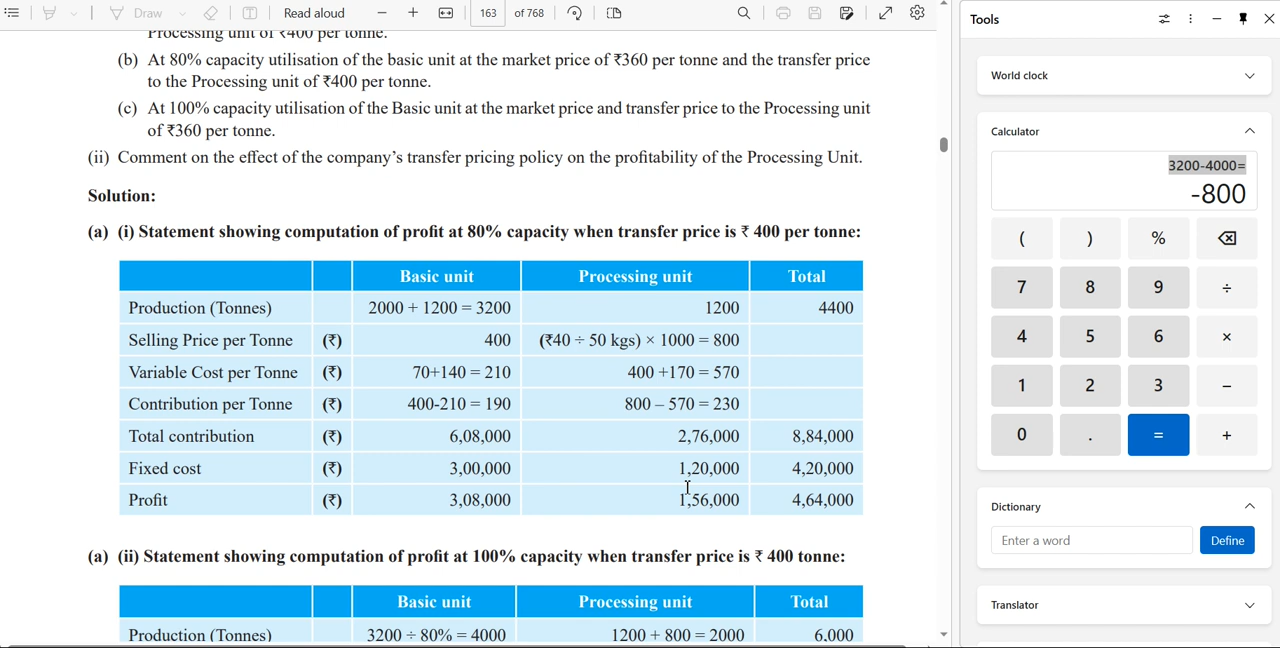 Draw
Read aloud
163 of 768
Processing unit of ₹400 per tonne.
(b) At 80% capacity utilisation of the basic unit at the market price of ₹360 per tonne and the transfer price
to the Processing unit of ₹400 per tonne.
(c) At 100% capacity utilisation of the Basic unit at the market price and transfer price to the Processing unit
of ₹360 per tonne.
(ii) Comment on the effect of the company's transfer pricing policy on the profitability of the Processing Unit.
Solution:
(a) (i) Statement showing computation of profit at 80% capacity when transfer price is ₹ 400 per tonne:
Basic unit Processing unit Total
Production (Tonnes) 2000 + 1200 = 3200 1200 4400
Selling Price per Tonne (₹) 400 (₹40 ÷ 50 kgs) × 1000 = 800
Variable Cost per Tonne (₹) 70+140 = 210 400 +170 = 570
Contribution per Tonne (₹) 400-210 = 190 800 – 570 = 230
Total contribution (₹) 6,08,000 2,76,000 8,84,000
Fixed cost (₹) 3,00,000 1,20,000 4,20,000
Profit (₹) 3,08,000 1,56,000 4,64,000
(a) (ii) Statement showing computation of profit at 100% capacity when transfer price is ₹ 400 tonne:
Basic unit Processing unit Total
Production (Tonnes) 3200 ÷ 80% = 4000 1200 + 800 = 2000 6,000
Tools
World clock
Calculator
3200-4000=
-800
( ) %
7 8 9 ÷
4 5 6 ×
1 2 3 −
0 . = +
Dictionary
Enter a word Define
Translator